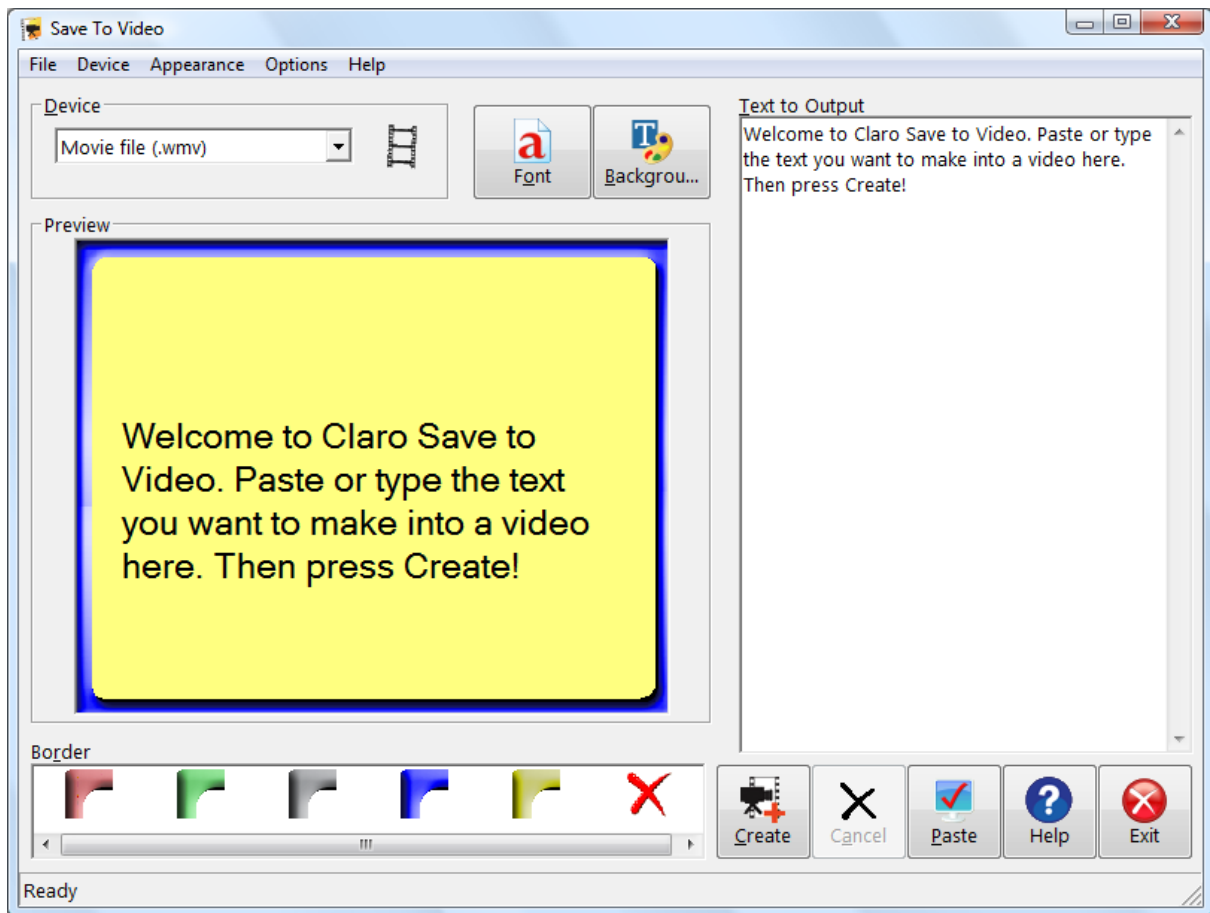 Save To Video
File Device Appearance Options Help
Device
Movie file (.wmv)
a
Font
T
Backgrou...
Text to Output
Welcome to Claro Save to Video. Paste or type
the text you want to make into a video here.
Then press Create!
Preview
Welcome to Claro Save to
Video. Paste or type the text
you want to make into a video
here. Then press Create!
Border
Create
Cancel
Paste
?
Help
Exit
Ready